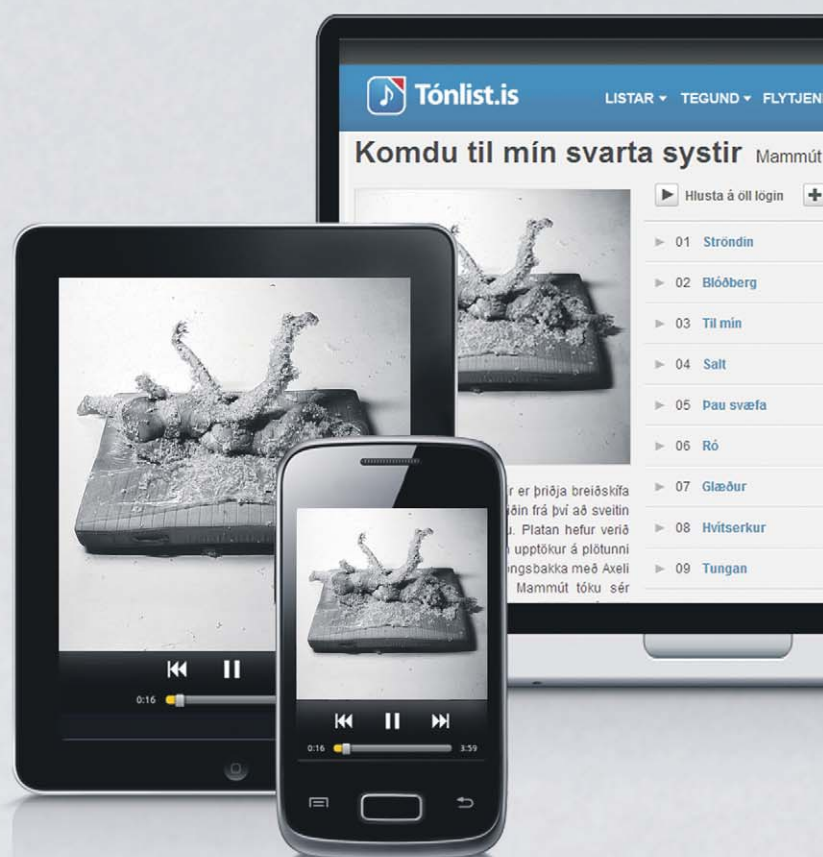 Tónlist.is
LISTAR TEGUND FLYTJEN
Komdu til mín svarta systir Mammút
Hlusta á öll lögin
01 Ströndin
02 Blóðberg
03 Til mín
04 Salt
05 Þau svæfa
06 Ró
07 Glæður
08 Hvítserkur
09 Tungan
r er þriðja breiðskífa
iðin frá því að sveitin
u. Platan hefur verið
upptökur á plötunni
ongsbakka með Axeli
Mammút tóku sér
0:16
0:16 3:59